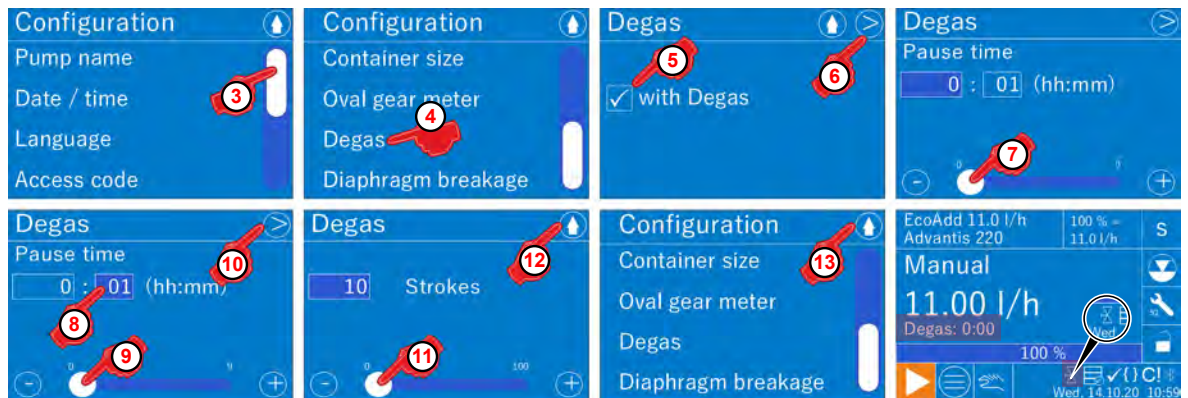 Configuration
Pump name
Date / time
3
Language
Access code
Configuration
Container size
Oval gear meter
4
Degas
Diaphragm breakage
Degas
5
6
with Degas
Degas
Pause time
0 : 01 (hh:mm)
7
0
- +
Degas
10
Pause time
0 : 01 (hh:mm)
8
9
0 9
- +
Degas
12
10 Strokes
11
0 100
- +
Configuration
13
Container size
Oval gear meter
Degas
Diaphragm breakage
EcoAdd 11.0 l/h 100 % =
Advantis 220 11.0 l/h
S
Manual
11.00 l/h
Wed
Degas: 0:00
100 %
C!
Wed, 14.10.20 10:59